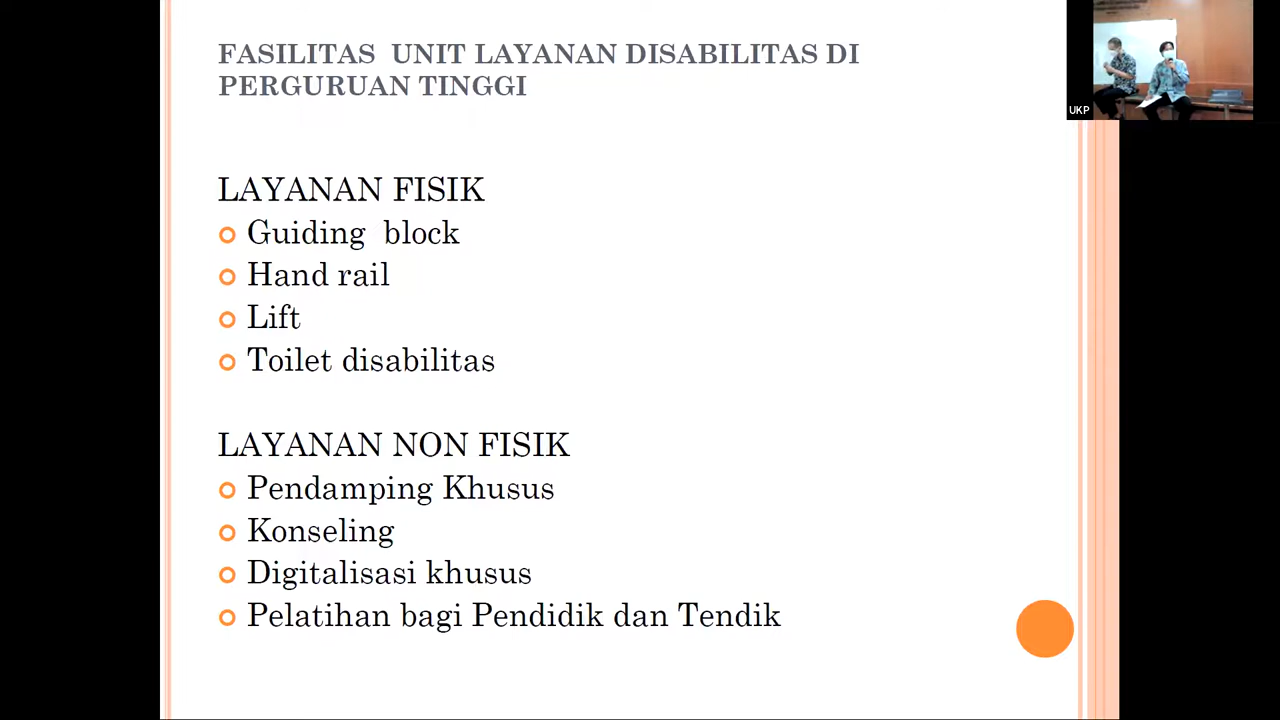 FASILITAS UNIT LAYANAN DISABILITAS DI
PERGURUAN TINGGI
LAYANAN FISIK
Guiding block
Hand rail
Lift
Toilet disabilitas
LAYANAN NON FISIK
Pendamping Khusus
Konseling
Digitalisasi khusus
Pelatihan bagi Pendidik dan Tendik
UKP